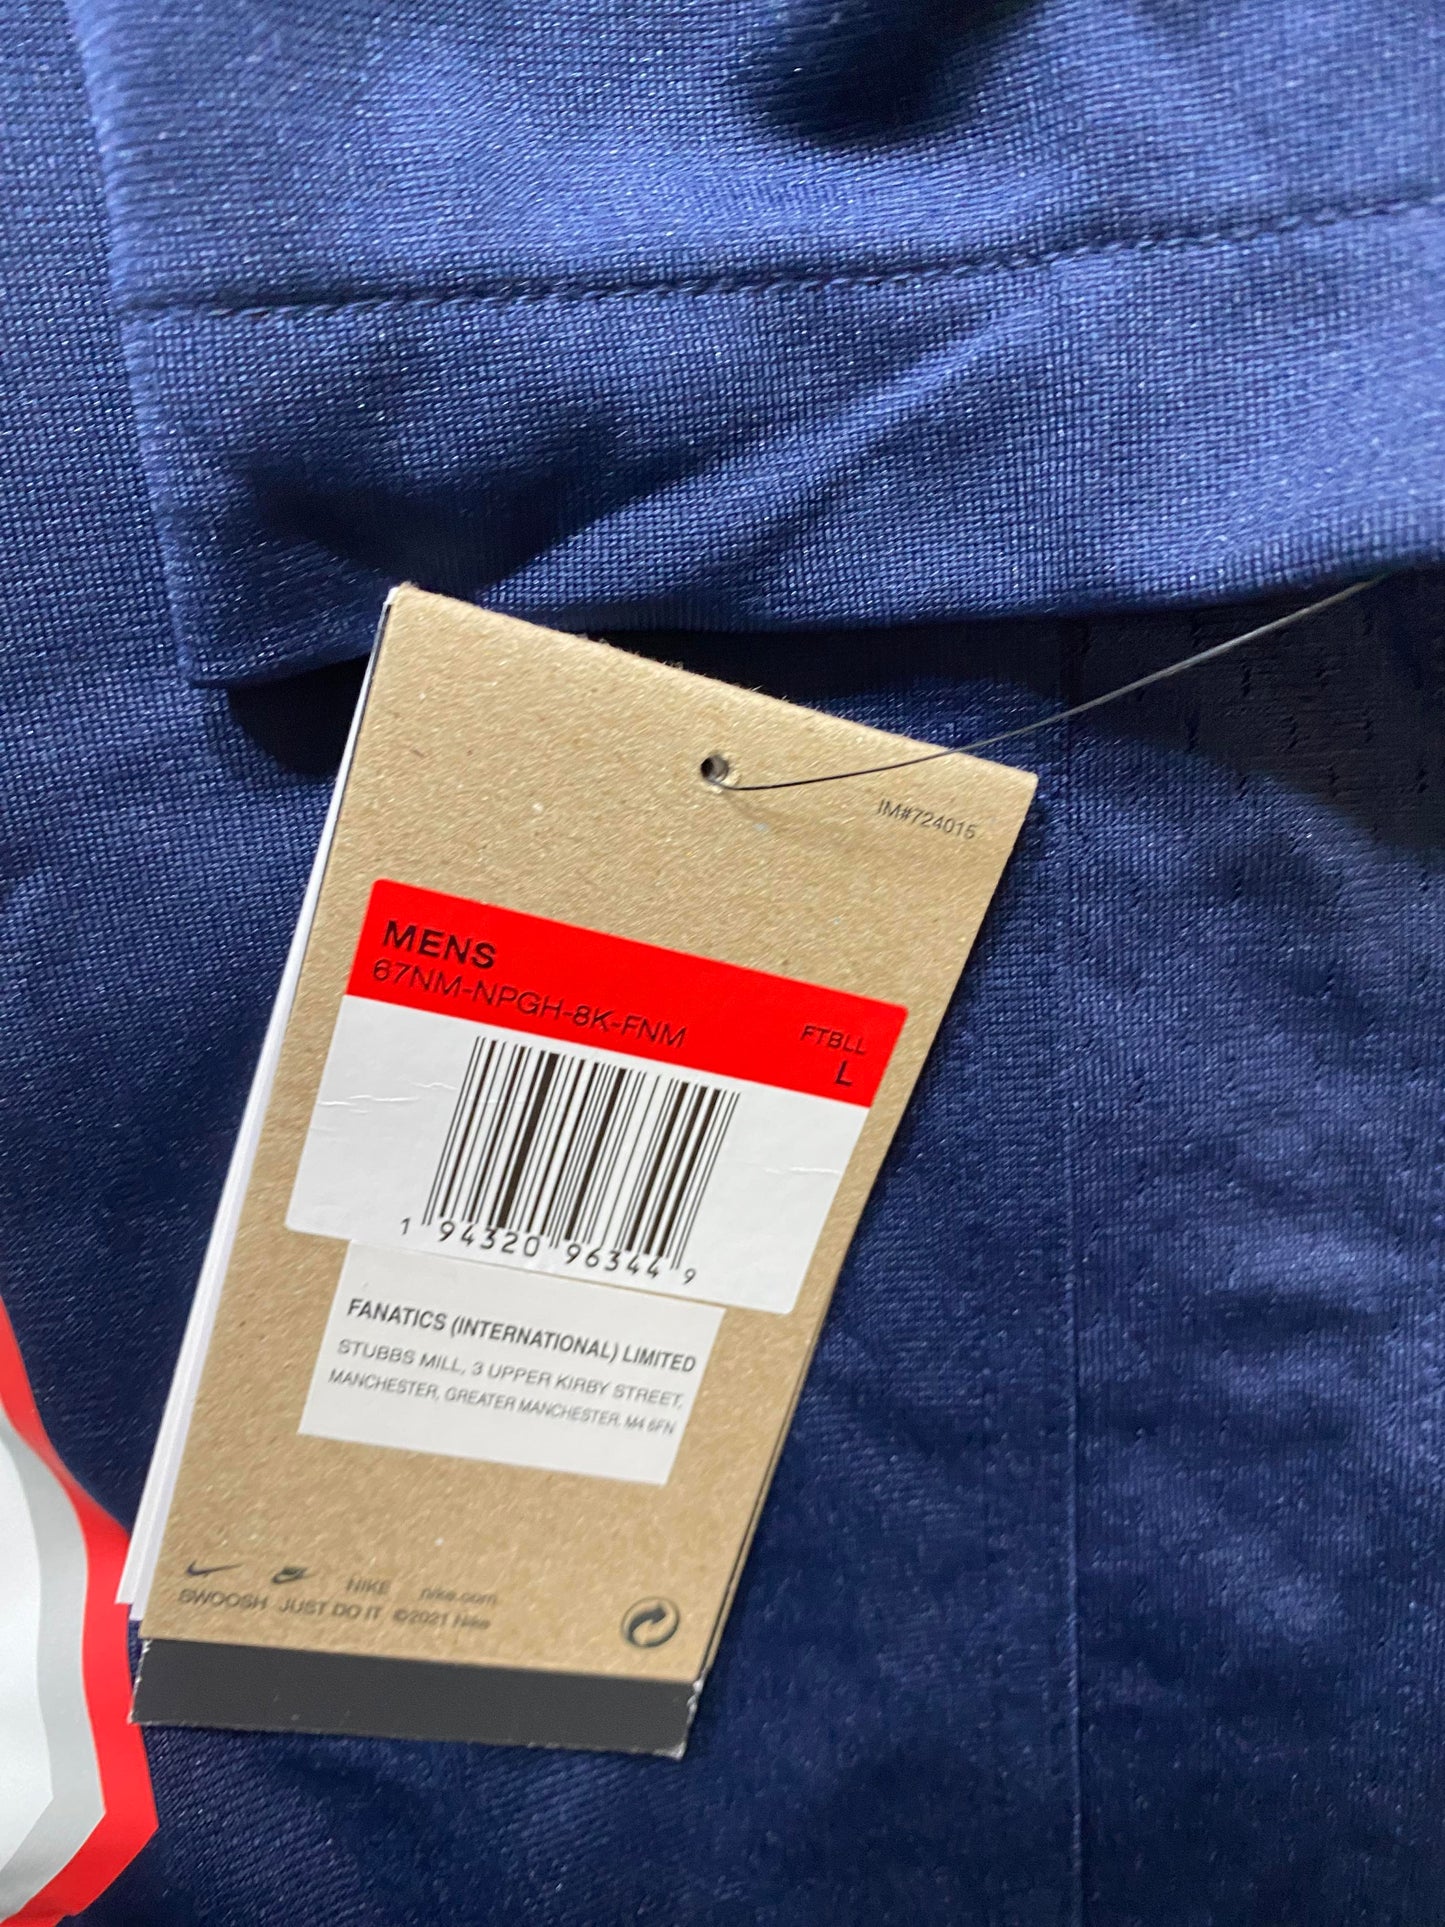 IM#724015
MENS
67NM-NPGH-8K-FNM
FTBLL
L
1 94320 96344 9
FANATICS (INTERNATIONAL) LIMITED
STUBBS MILL, 3 UPPER KIRBY STREET,
MANCHESTER, GREATER MANCHESTER. M4 6FN
NIKE nike.com
SWOOSH JUST DO IT ©2021 Nike